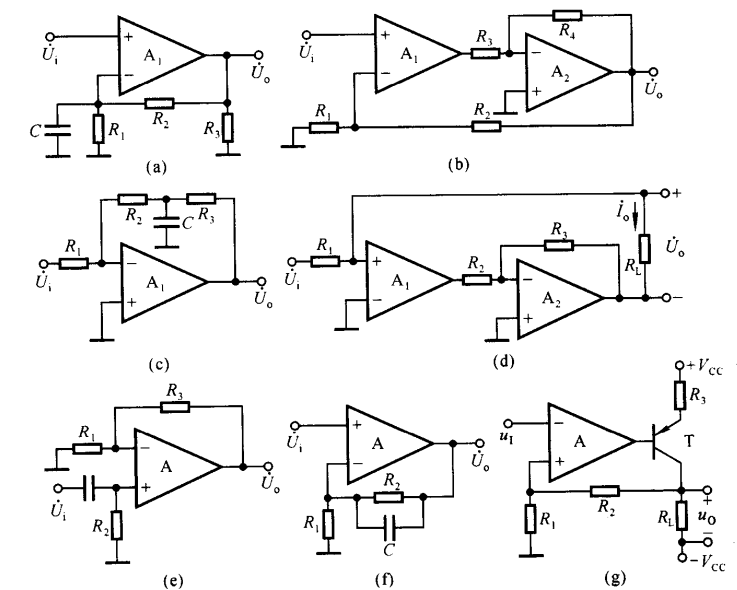 U̇i + A1 − U̇o C R1 R2 R3
(a)
U̇i + A1 − R3 R4 − A2 + U̇o R1 R2
(b)
U̇i R1 R2 C R3 − A1 + U̇o
(c)
U̇i R1 + A1 − R2 R3 − A2 + İo RL + U̇o −
(d)
R1 R3 − A + U̇i R2 U̇o
(e)
U̇i + A − U̇o R1 R2 C
(f)
uI − A + +VCC R3 T R2 R1 RL + uO − −VCC
(g)